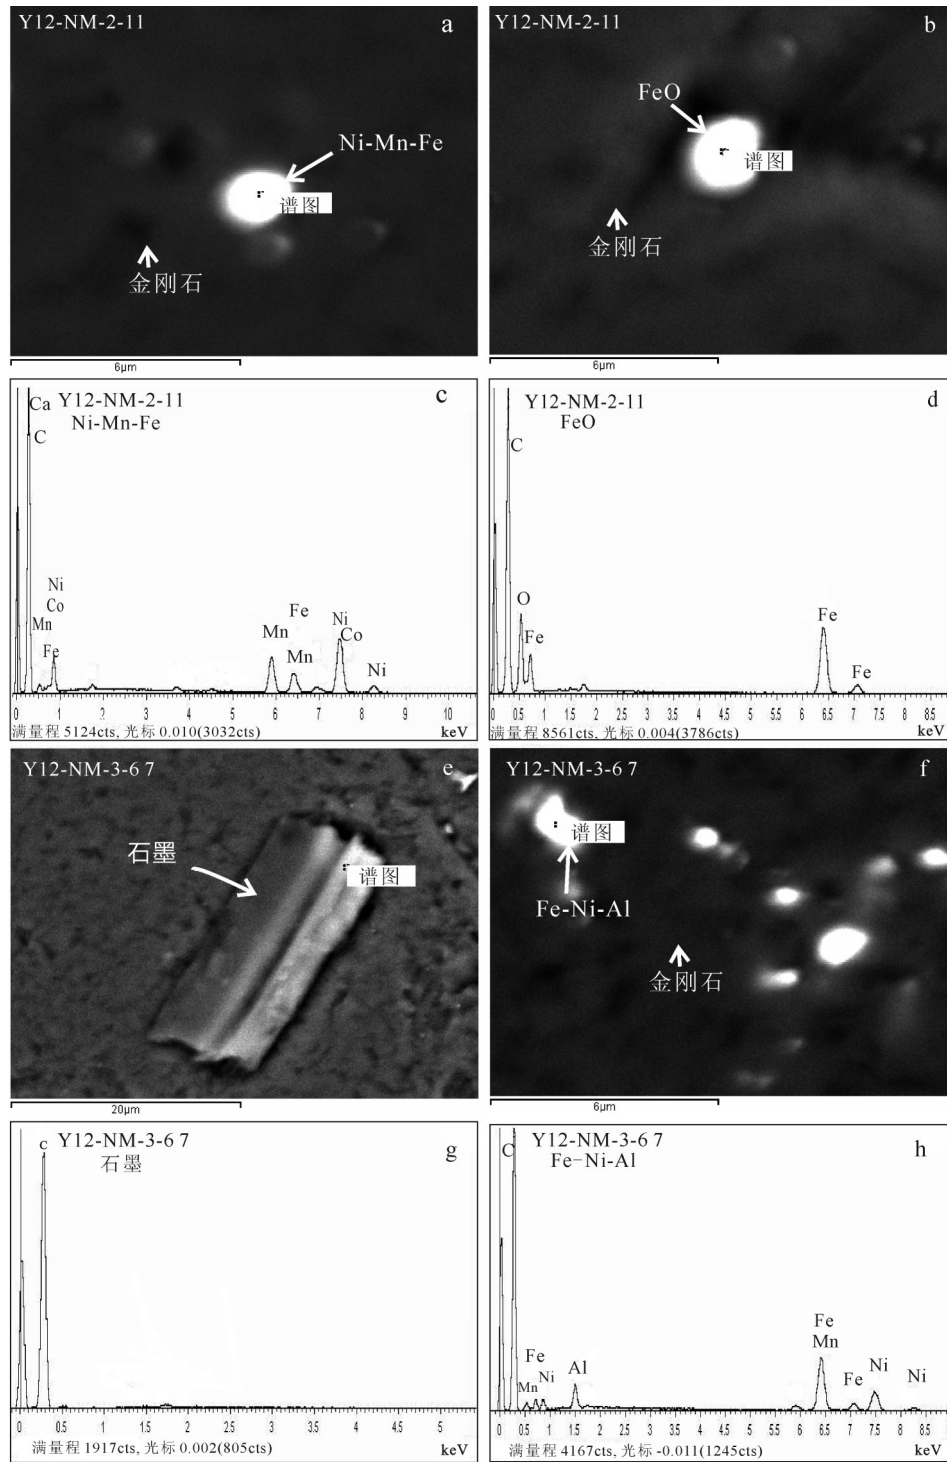 Y12-NM-2-11 a
Ni-Mn-Fe
谱图
金刚石
6μm
Y12-NM-2-11 b
FeO
谱图
金刚石
6μm
Ca Y12-NM-2-11 c
Ni-Mn-Fe
C
Ni
Co
Mn
Fe
Fe
Mn
Mn
Ni
Co
Ni
0 1 2 3 4 5 6 7 8 9 10
满量程 5124cts, 光标 0.010(3032cts) keV
Y12-NM-2-11 d
FeO
C
O
Fe
Fe
Fe
0 0.5 1 1.5 2 2.5 3 3.5 4 4.5 5 5.5 6 6.5 7 7.5 8 8.5
满量程 8561cts, 光标 0.004(3786cts) keV
Y12-NM-3-6 7 e
石墨
谱图
20μm
Y12-NM-3-6 7 f
谱图
Fe-Ni-Al
金刚石
6μm
c Y12-NM-3-6 7 g
石墨
0 0.5 1 1.5 2 2.5 3 3.5 4 4.5 5 5.5
满量程 1917cts, 光标 0.002(805cts) keV
Y12-NM-3-6 7 h
C Fe-Ni-Al
Fe
Mn
Ni
Al
Fe
Mn
Fe
Ni
Ni
0 0.5 1 1.5 2 2.5 3 3.5 4 4.5 5 5.5 6 6.5 7 7.5 8 8.5
满量程 4167cts, 光标 -0.011(1245cts) keV